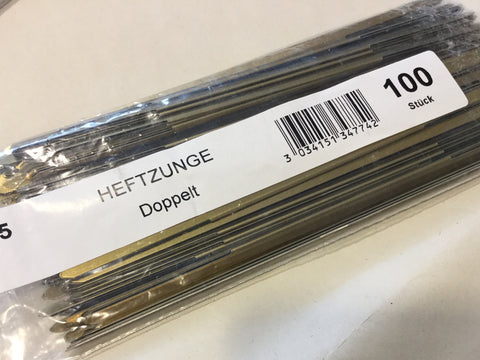 5
HEFTZUNGE
Doppelt
3 034151 347742
100
Stück